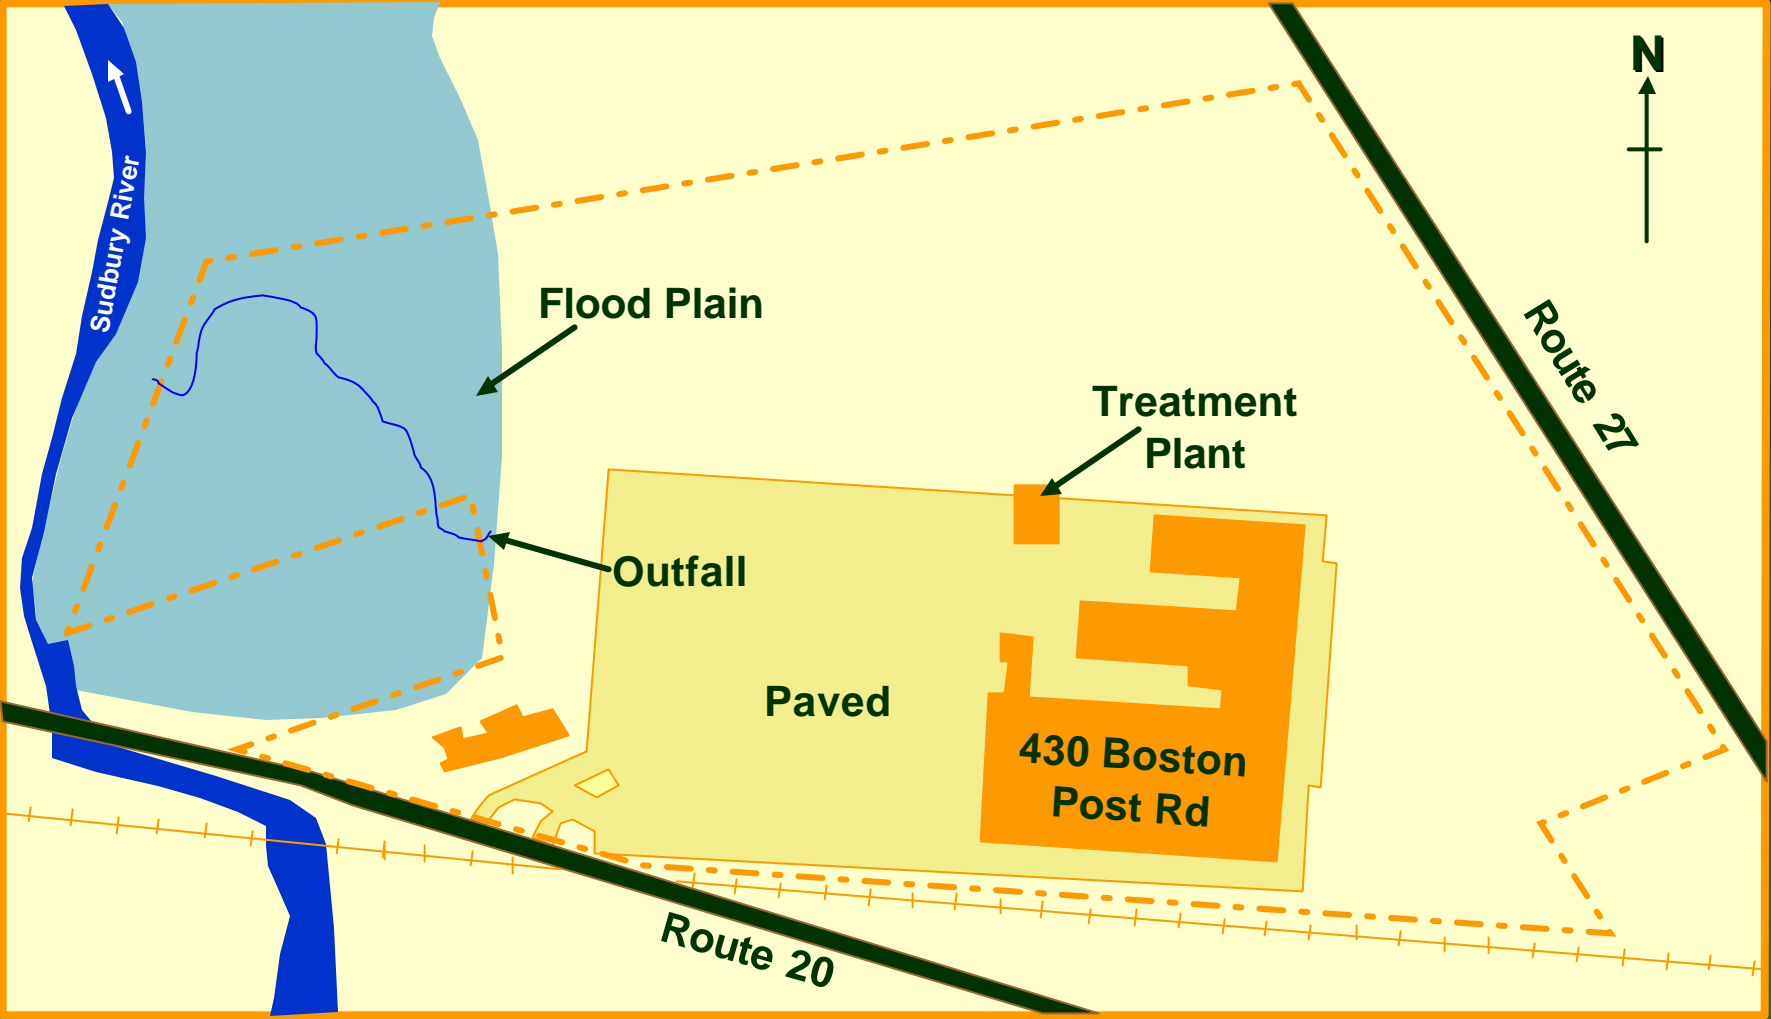 N
Sudbury River
Flood Plain
Route 27
Treatment
Plant
Outfall
Paved
430 Boston
Post Rd
Route 20